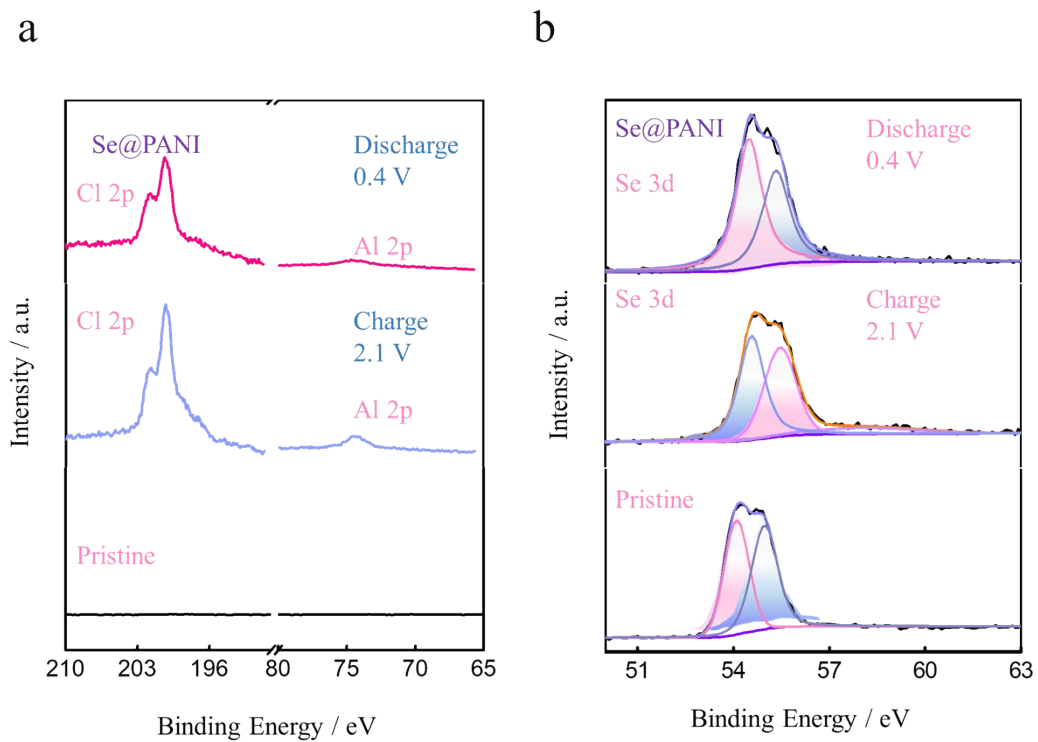 a
Se@PANI
Discharge
0.4 V
Cl 2p
Al 2p
Cl 2p
Charge
2.1 V
Al 2p
Pristine
Intensity / a.u.
Intensity / a.u.
210 203 196 80 75 70 65
Binding Energy / eV
b
Se@PANI
Discharge
0.4 V
Se 3d
Se 3d
Charge
2.1 V
Pristine
Intensity / a.u.
Intensity / a.u.
51 54 57 60 63
Binding Energy / eV